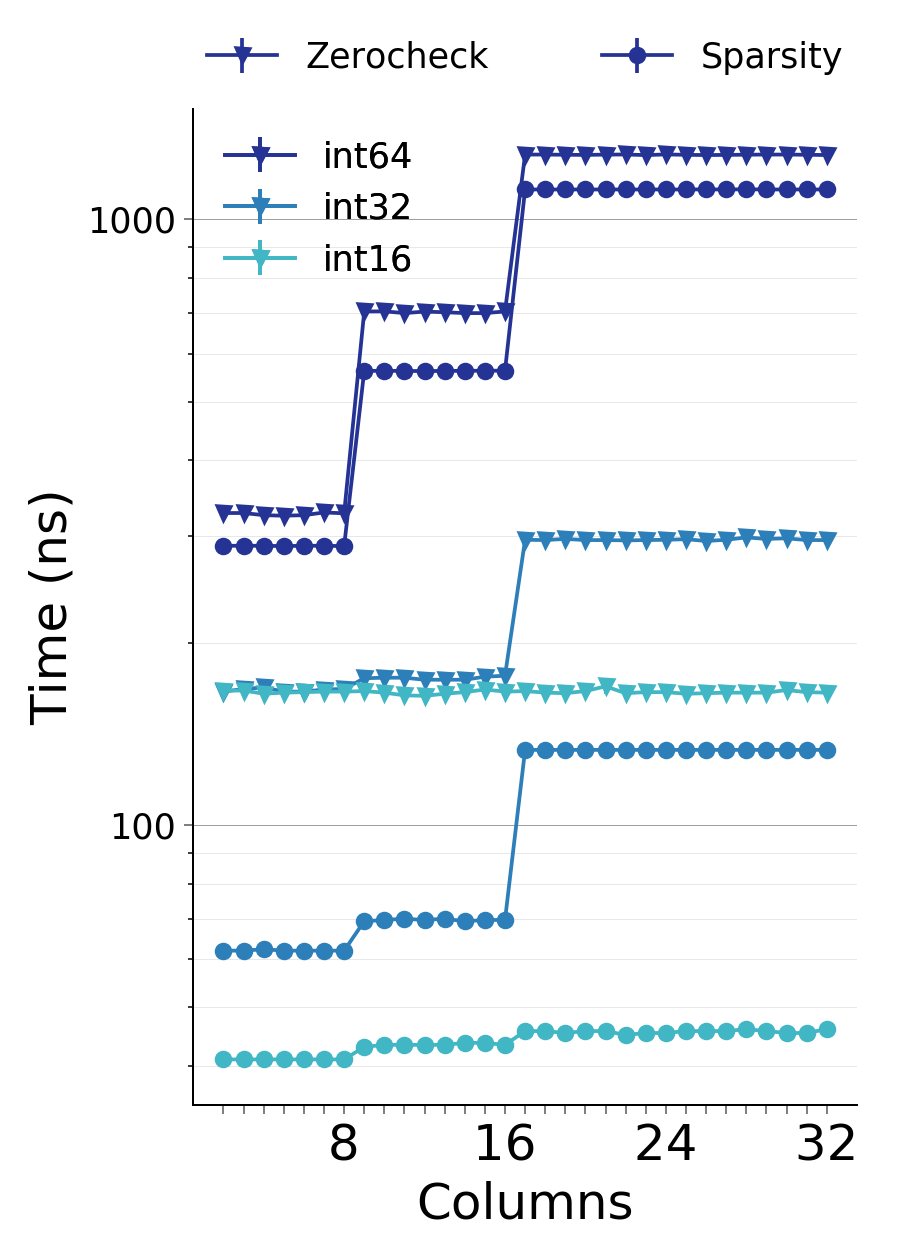 Zerocheck Sparsity
int64
int32
int16
1000
100
Time (ns)
8 16 24 32
Columns